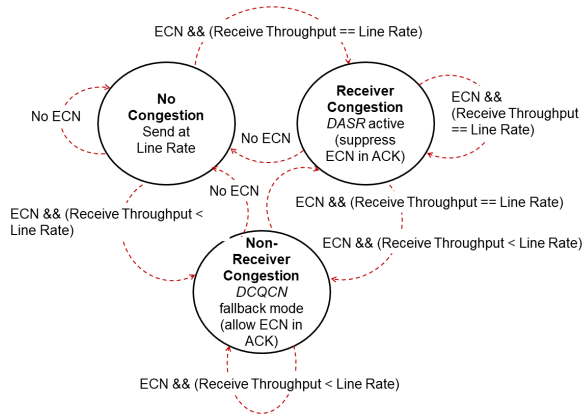 ECN && (Receive Throughput == Line Rate)
No
Congestion
Send at
Line Rate
Receiver
Congestion
DASR active
(suppress
ECN in ACK)
No ECN
ECN &&
(Receive Throughput
== Line Rate)
No ECN
No ECN
ECN && (Receive Throughput == Line Rate)
ECN && (Receive Throughput <
Line Rate)
ECN && (Receive Throughput < Line Rate)
Non-
Receiver
Congestion
DCQCN
fallback mode
(allow ECN in
ACK)
ECN && (Receive Throughput < Line Rate)